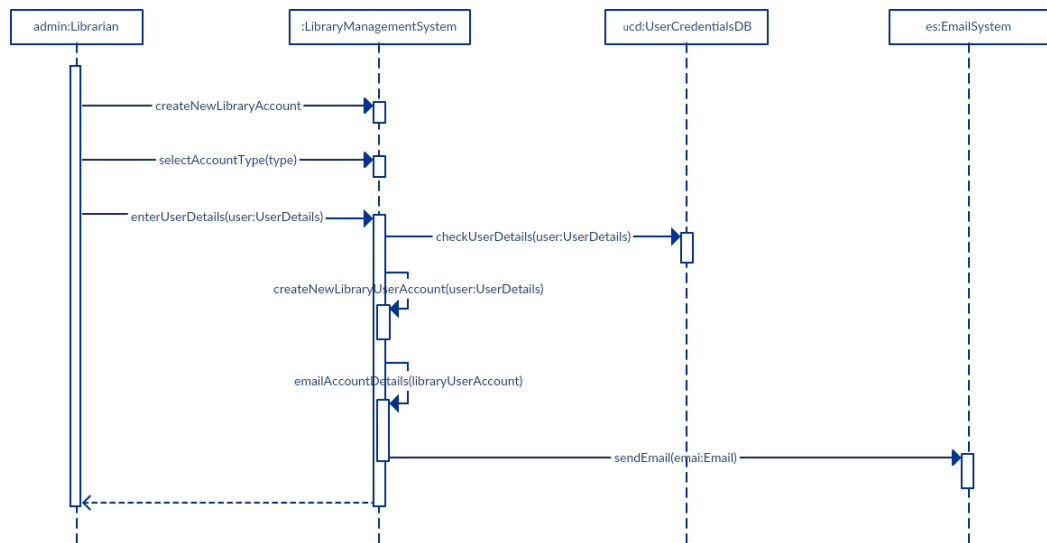 admin:Librarian
:LibraryManagementSystem
ucd:UserCredentialsDB
es:EmailSystem
createNewLibraryAccount
selectAccountType(type)
enterUserDetails(user:UserDetails)
checkUserDetails(user:UserDetails)
createNewLibraryUserAccount(user:UserDetails)
emailAccountDetails(libraryUserAccount)
sendEmail(emai:Email)